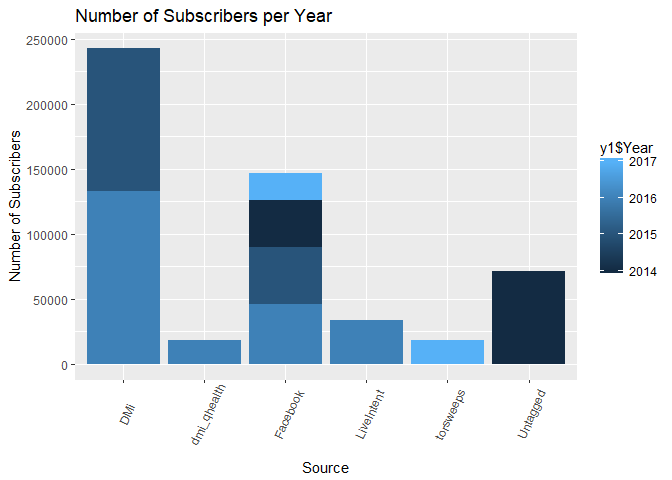 Number of Subscribers per Year
Number of Subscribers
250000
200000
150000
100000
50000
0
DMi
dmi_qhealth
Facebook
LiveIntent
torsweeps
Untagged
Source
y1$Year
2017
2016
2015
2014